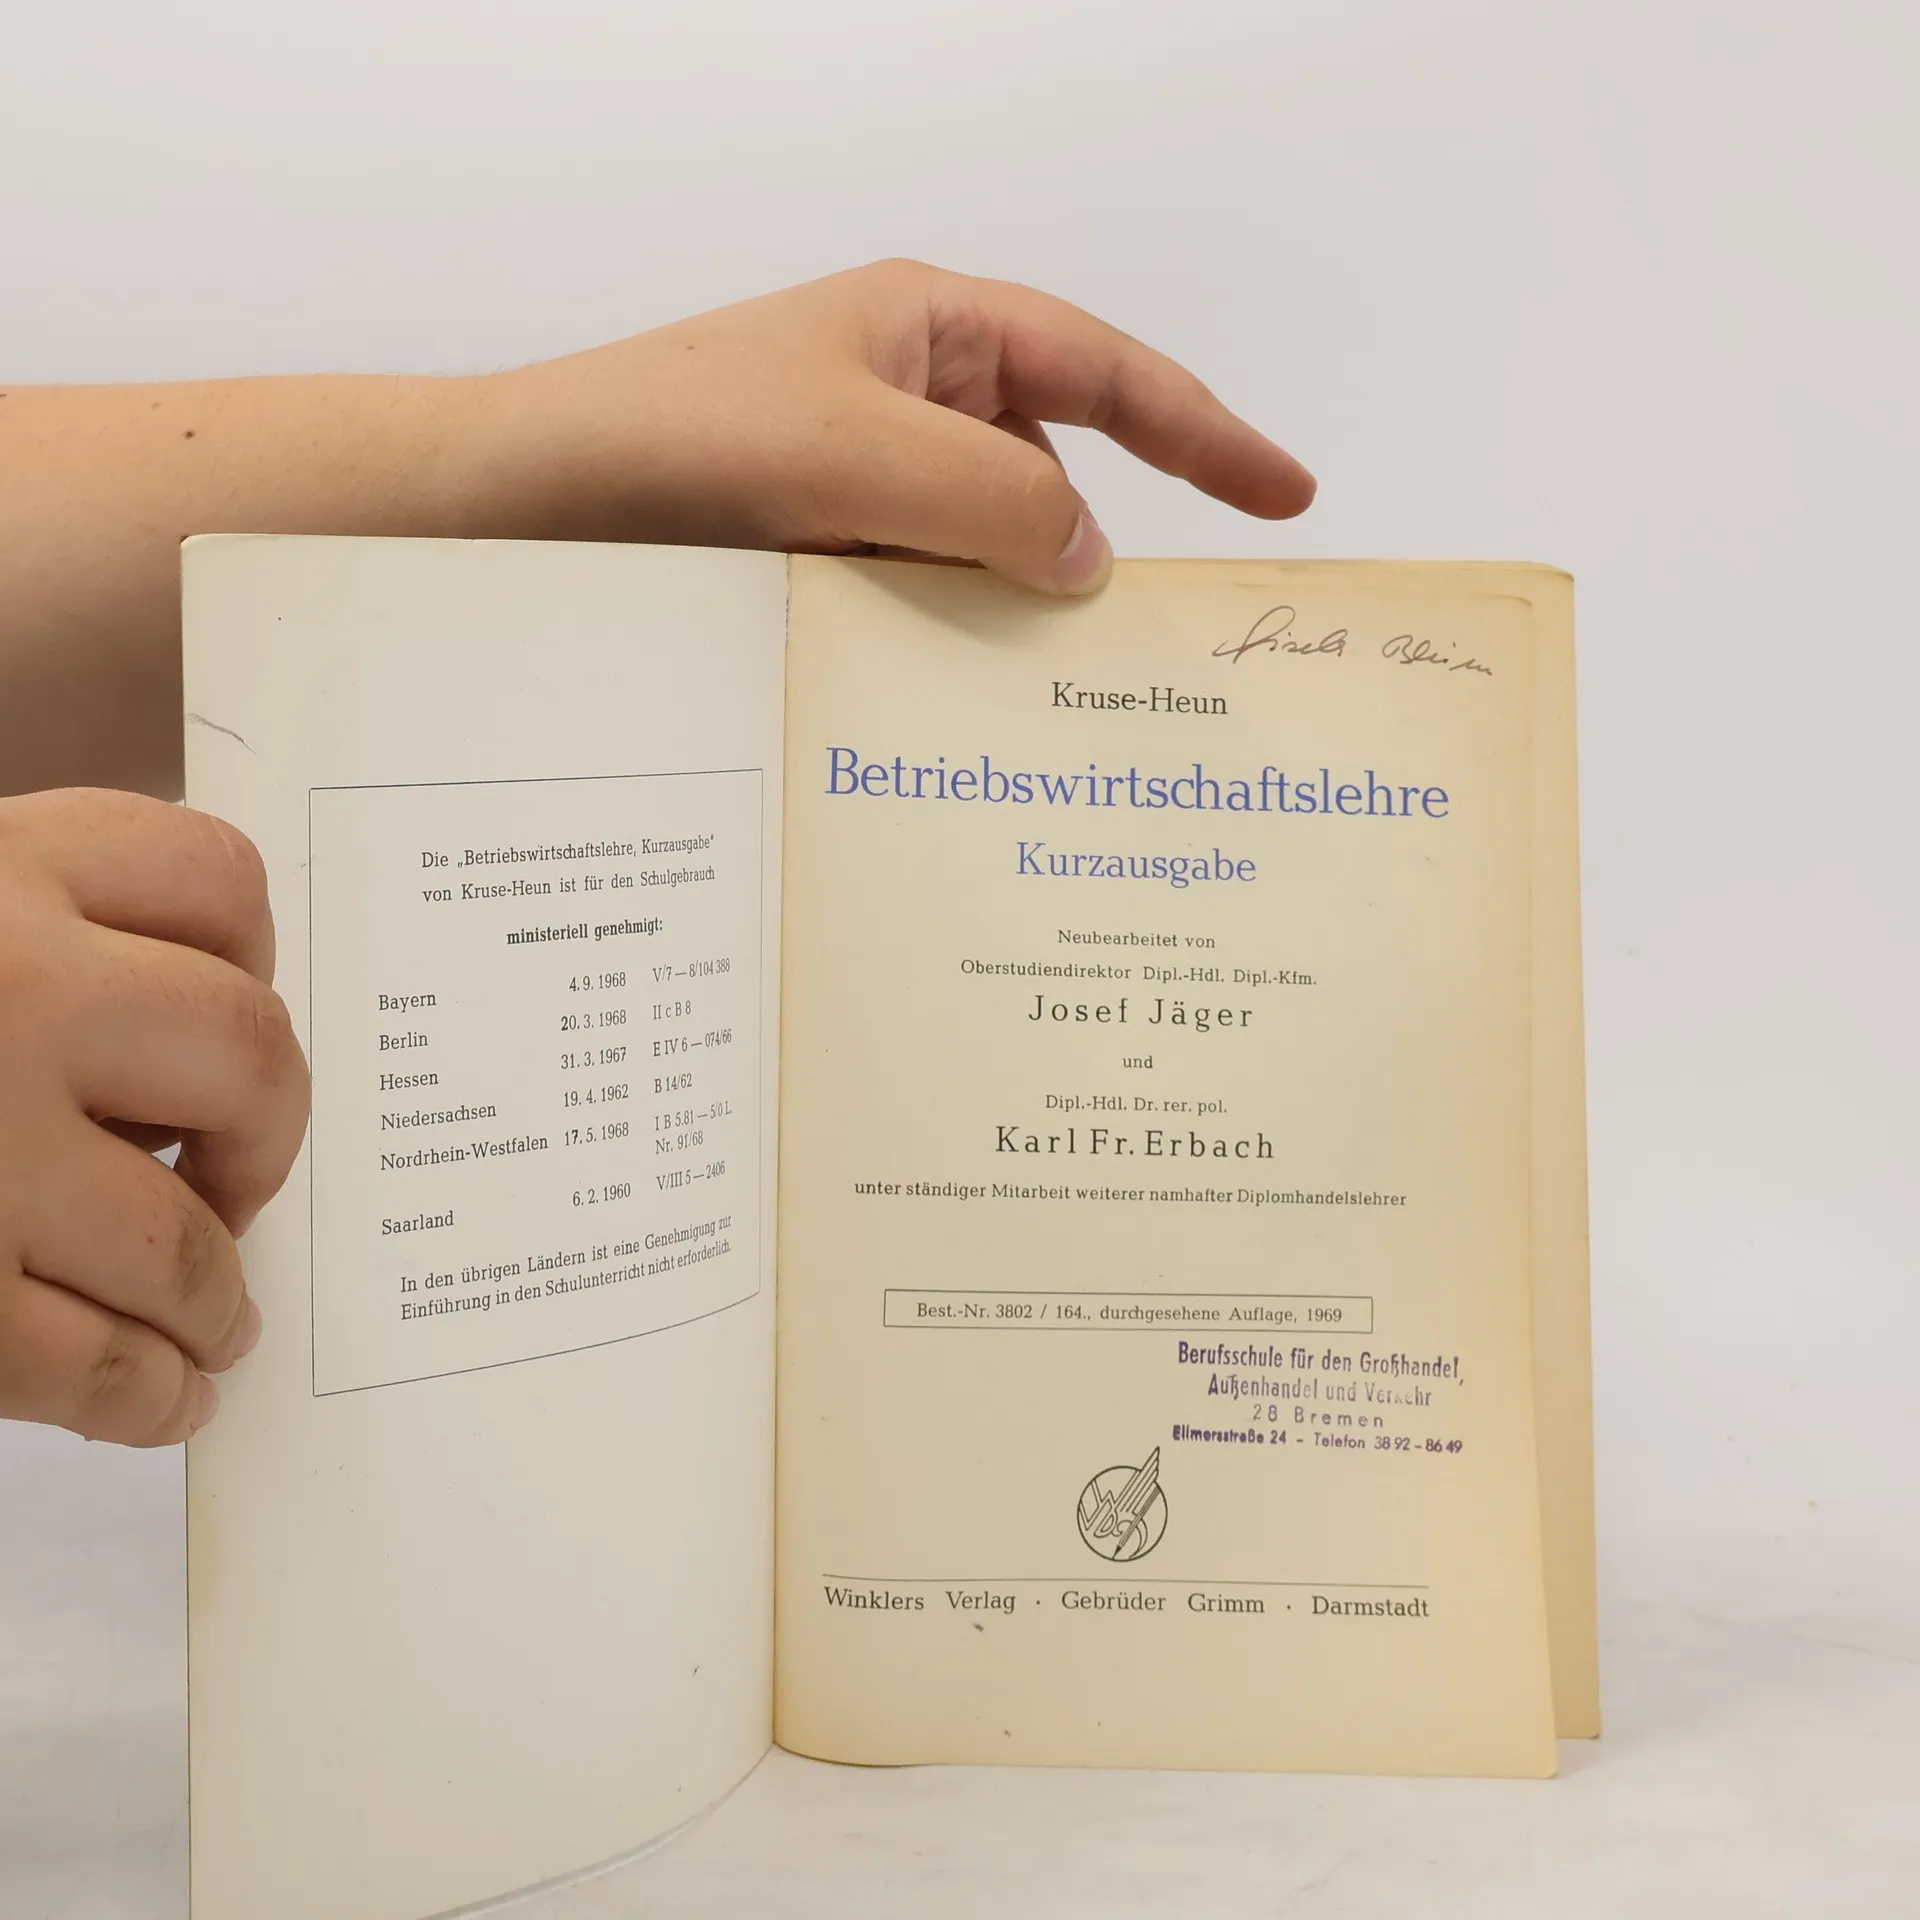 Die „Betriebswirtschaftslehre, Kurzausgabe“
von Kruse-Heun ist für den Schulgebrauch
ministeriell genehmigt:
Bayern 4. 9. 1968 V/7 — 8/104 388
Berlin 20. 3. 1968 II c B 8
Hessen 31. 3. 1967 E IV 6 — 074/66
Niedersachsen 19. 4. 1962 B 14/62
Nordrhein-Westfalen 17. 5. 1968 I B 5.81 — 5/0 L
Nr. 91/68
Saarland 6. 2. 1960 V/III 5 — 2406
In den übrigen Ländern ist eine Genehmigung zur
Einführung in den Schulunterricht nicht erforderlich.
Gisela
Kruse-Heun
Betriebswirtschaftslehre
Kurzausgabe
Neubearbeitet von
Oberstudiendirektor Dipl.-Hdl. Dipl.-Kfm.
Josef Jäger
und
Dipl.-Hdl. Dr. rer. pol.
Karl Fr. Erbach
unter ständiger Mitarbeit weiterer namhafter Diplomhandelslehrer
Best.-Nr. 3802 / 164., durchgesehene Auflage, 1969
Berufsschule für den Großhandel,
Außenhandel und Verkehr
28 Bremen
Ellmersstraße 24 – Telefon 38 92 – 86 49
Winklers Verlag · Gebrüder Grimm · Darmstadt